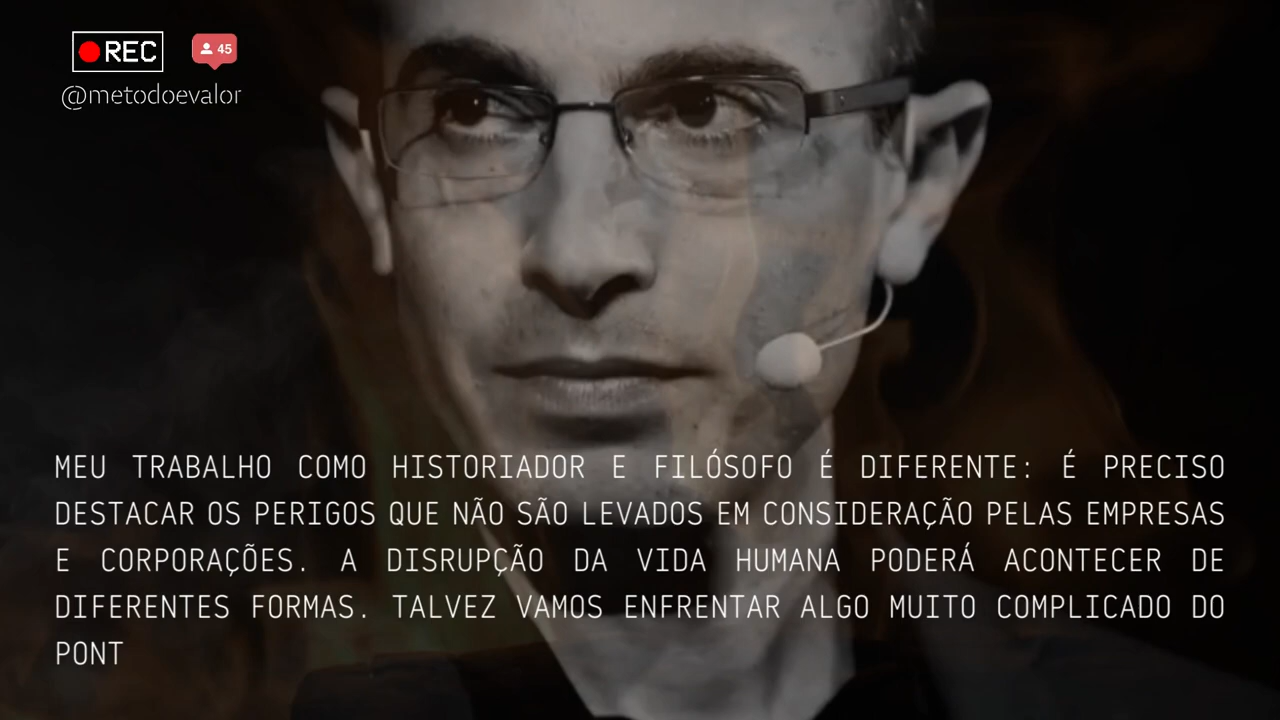 REC
45
@metodoevalor
MEU TRABALHO COMO HISTORIADOR E FILÓSOFO É DIFERENTE: É PRECISO
DESTACAR OS PERIGOS QUE NÃO SÃO LEVADOS EM CONSIDERAÇÃO PELAS EMPRESAS
E CORPORAÇÕES. A DISRUPÇÃO DA VIDA HUMANA PODERÁ ACONTECER DE
DIFERENTES FORMAS. TALVEZ VAMOS ENFRENTAR ALGO MUITO COMPLICADO DO
PONT